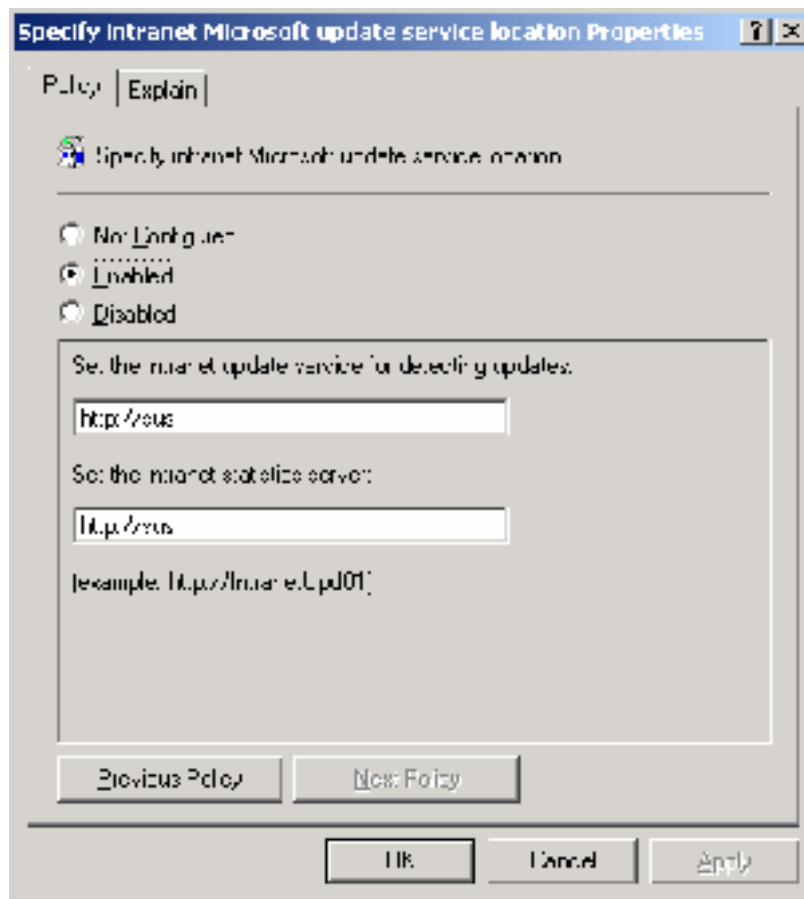 Specify intranet Microsoft update service location Properties
Policy
Explain
Specify intranet Microsoft update service location
Not Configured
Enabled
Disabled
Set the intranet update service for detecting updates:
http://sus
Set the intranet statistics server:
http://sus
(example: http://IntranetUpd01)
Previous Policy
Next Policy
OK
Cancel
Apply